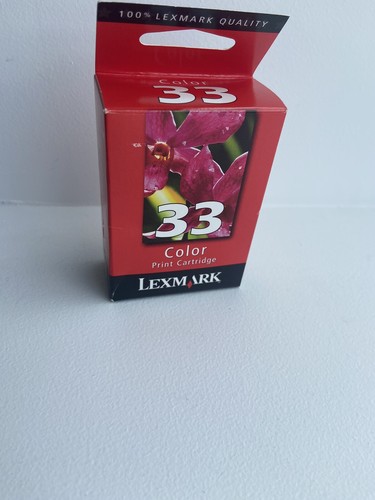 100% LEXMARK QUALITY
Color
33
33
Color
Print Cartridge
LEXMARK